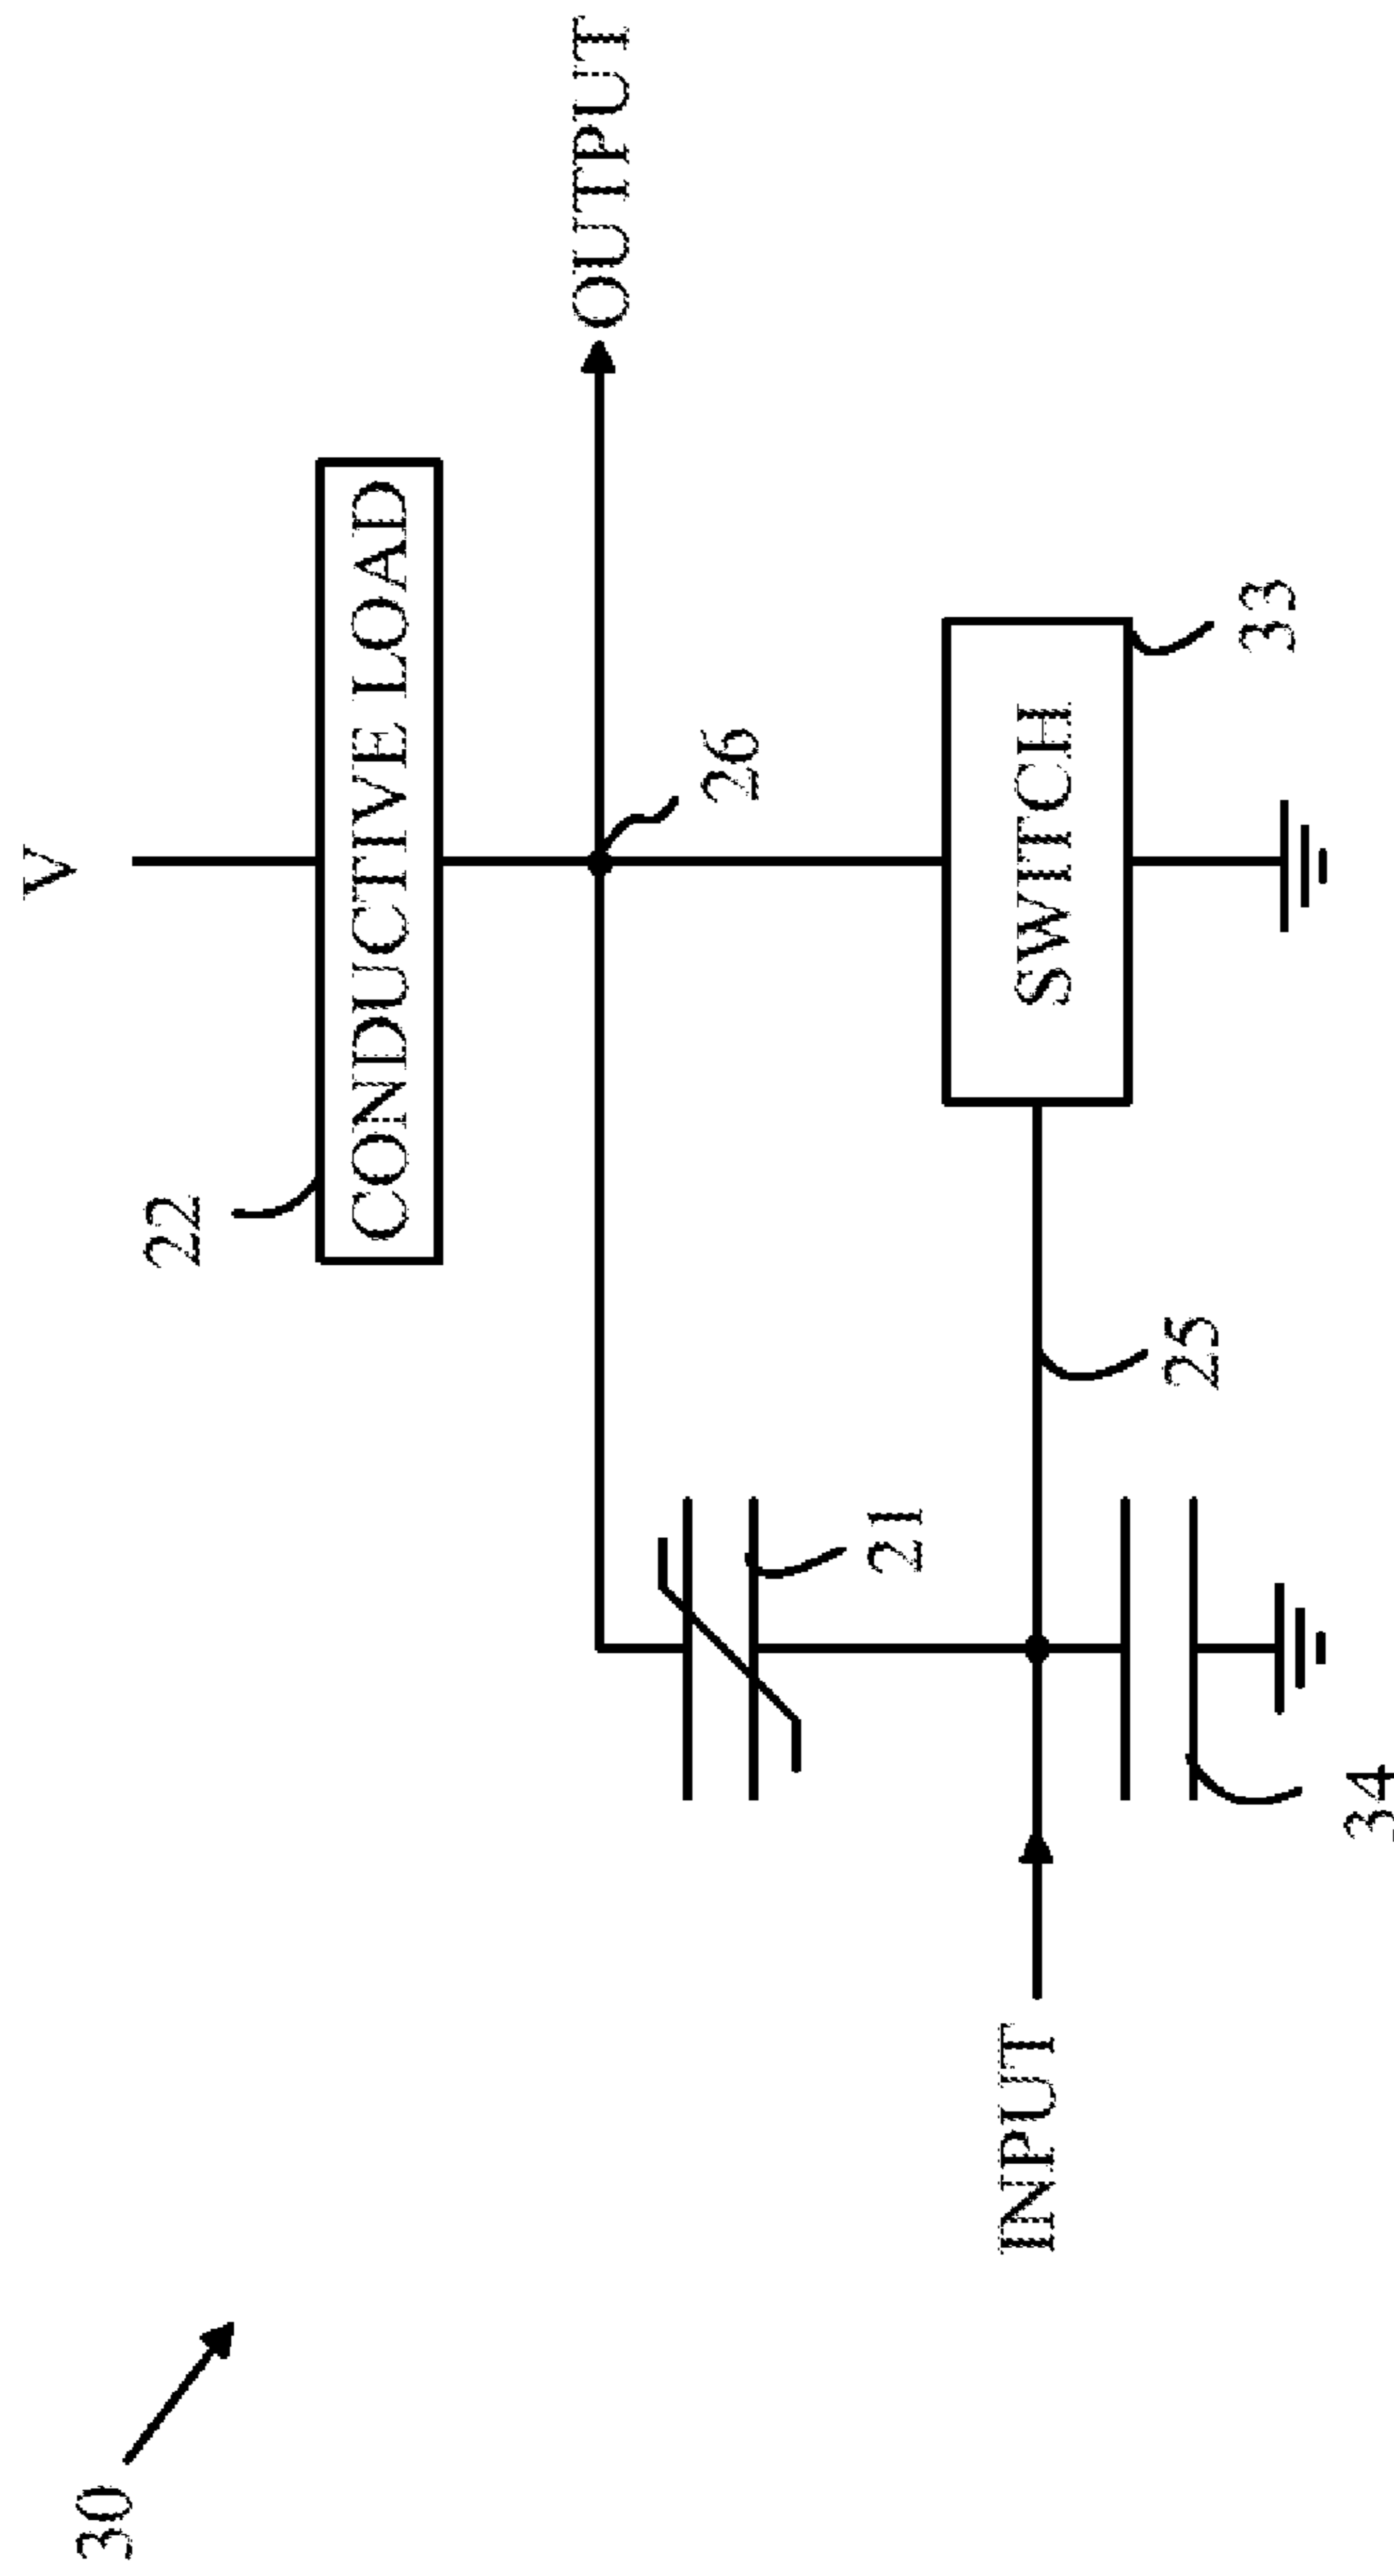 V
22
CONDUCTIVE LOAD
OUTPUT
26
21
25
SWITCH
33
INPUT
34
30